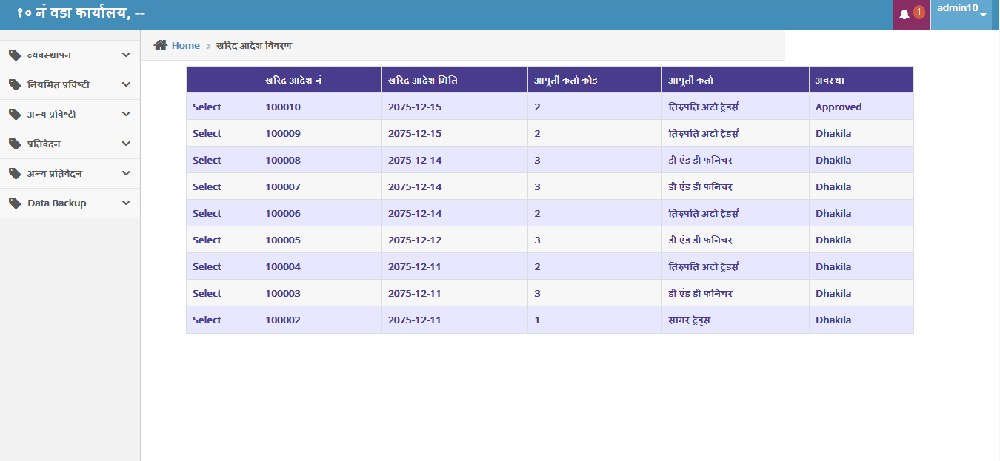 १० नं वडा कार्यालय, --
1
admin10
व्यवस्थापन
नियमित प्रविष्टी
अन्य प्रविष्टी
प्रतिवेदन
अन्य प्रतिवेदन
Data Backup
Home > खरिद आदेश विवरण
खरिद आदेश नं खरिद आदेश मिति आपुर्ती कर्ता कोड आपुर्ती कर्ता अवस्था
Select 100010 2075-12-15 2 तिरुपति अटो ट्रेडर्स Approved
Select 100009 2075-12-15 2 तिरुपति अटो ट्रेडर्स Dhakila
Select 100008 2075-12-14 3 डी एंड डी फनिचर Dhakila
Select 100007 2075-12-14 3 डी एंड डी फनिचर Dhakila
Select 100006 2075-12-14 2 तिरुपति अटो ट्रेडर्स Dhakila
Select 100005 2075-12-12 3 डी एंड डी फनिचर Dhakila
Select 100004 2075-12-11 2 तिरुपति अटो ट्रेडर्स Dhakila
Select 100003 2075-12-11 3 डी एंड डी फनिचर Dhakila
Select 100002 2075-12-11 1 सागर ट्रेड्स Dhakila